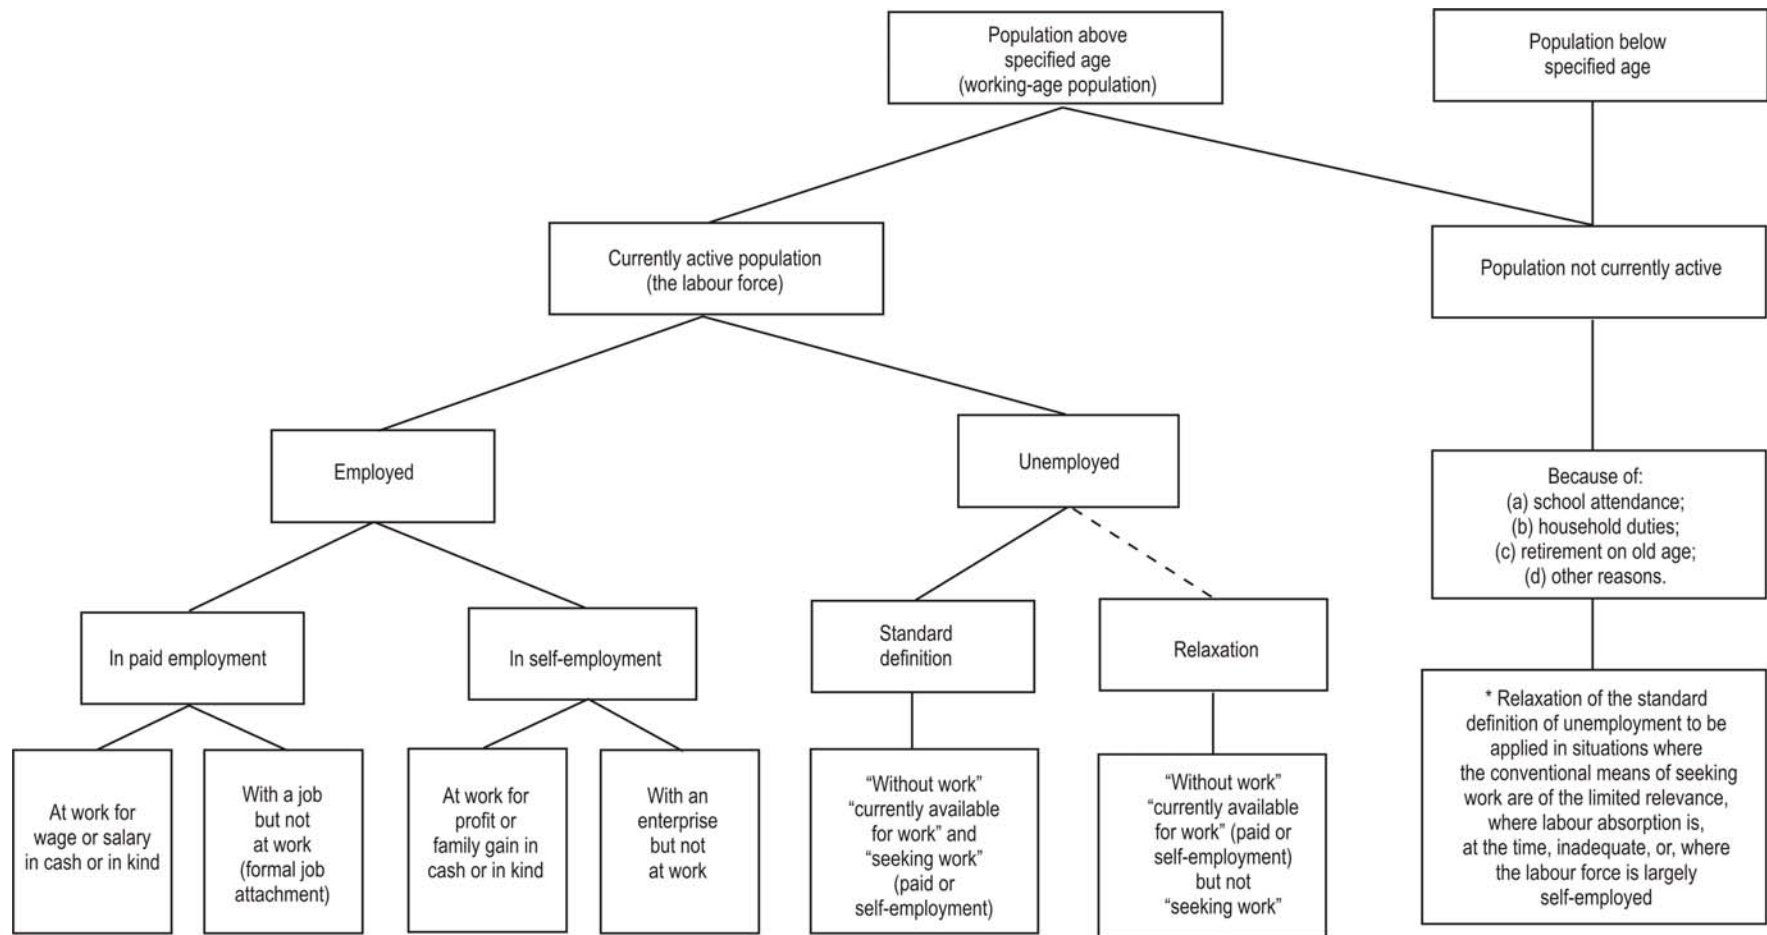 Population above
specified age
(working-age population)
Population below
specified age
Currently active population
(the labour force)
Population not currently active
Employed
Unemployed
Because of:
(a) school attendance;
(b) household duties;
(c) retirement on old age;
(d) other reasons.
In paid employment
In self-employment
Standard
definition
Relaxation
* Relaxation of the standard
definition of unemployment to be
applied in situations where
the conventional means of seeking
work are of the limited relevance,
where labour absorption is,
at the time, inadequate, or, where
the labour force is largely
self-employed
At work for
wage or salary
in cash or in kind
With a job
but not
at work
(formal job
attachment)
At work for
profit or
family gain in
cash or in kind
With an
enterprise
but not
at work
“Without work”
“currently available
for work” and
“seeking work”
(paid or
self-employment)
“Without work”
“currently available
for work” (paid or
self-employment)
but not
“seeking work”